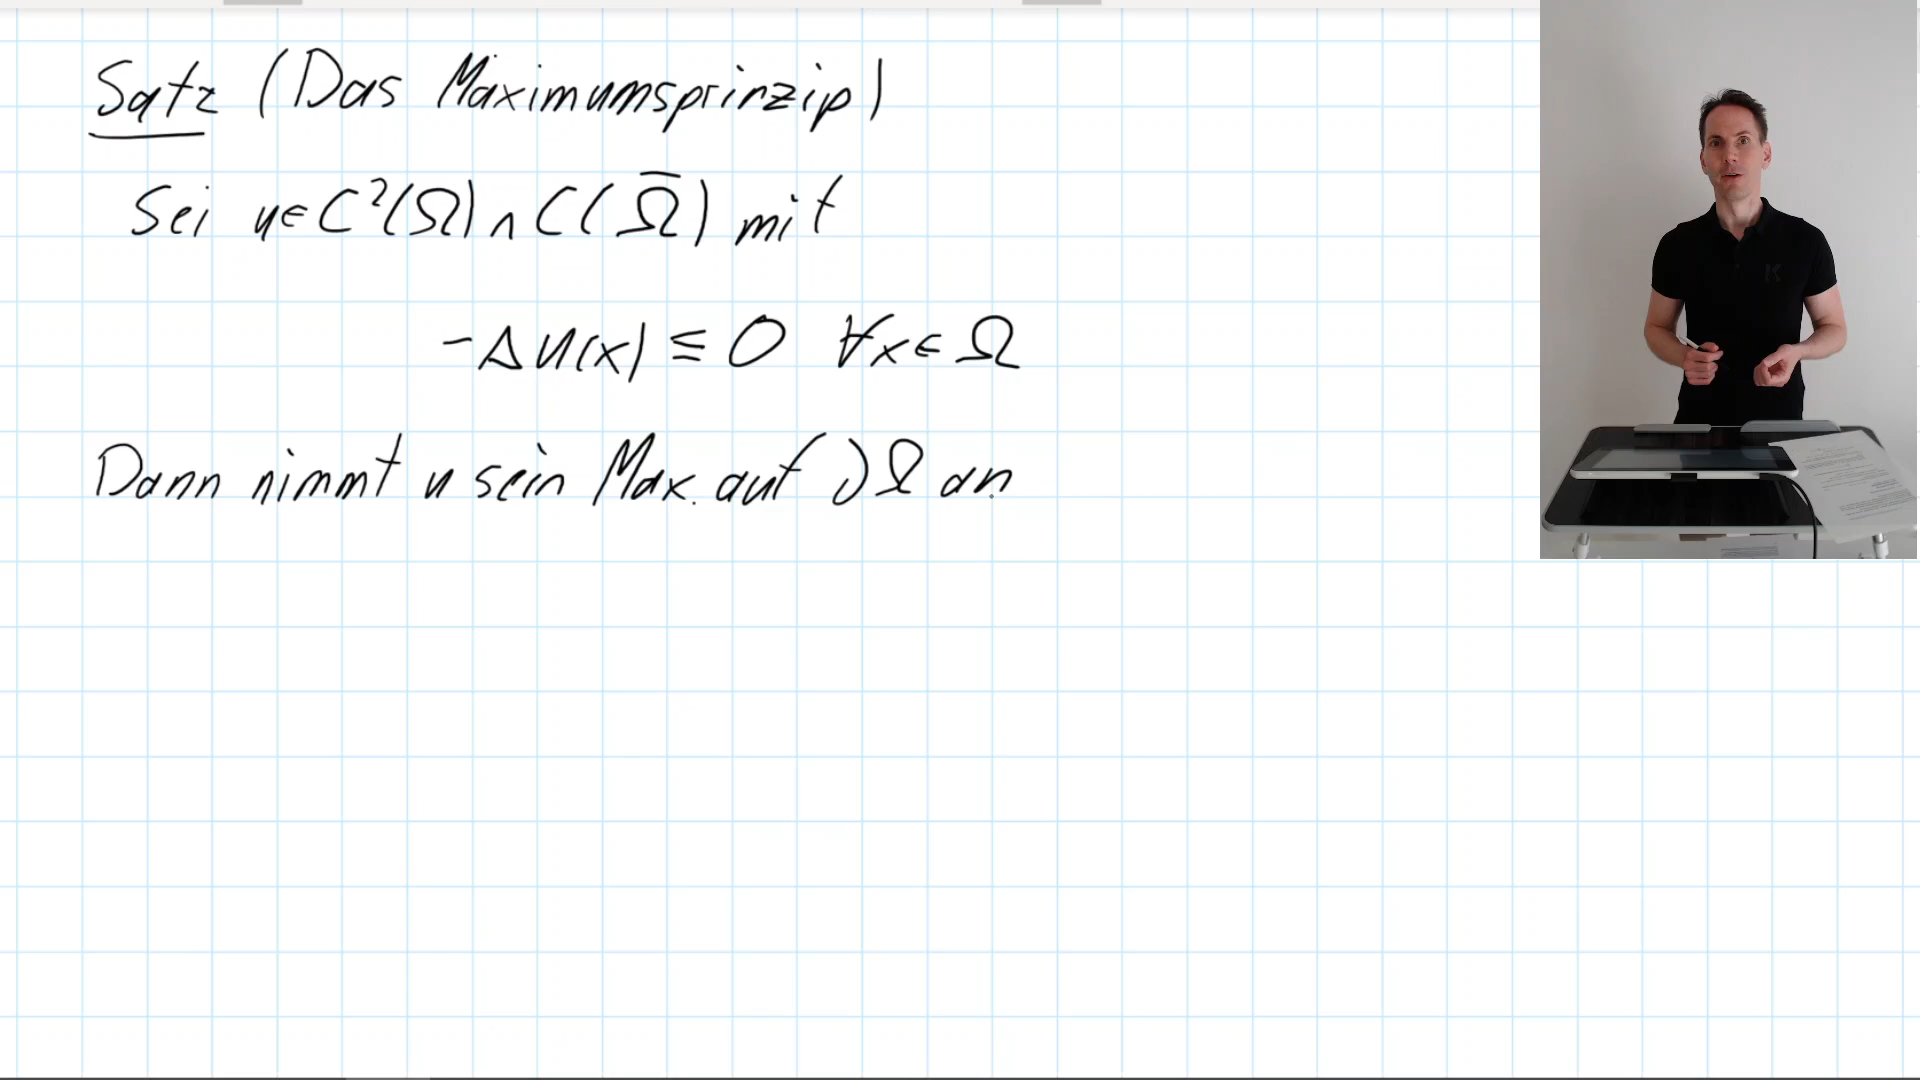 Satz (Das Maximumsprinzip)
Sei u∈C²(Ω)∩C(Ω̅) mit
-Δu(x) ≤ 0 ∀x∈Ω
Dann nimmt u sein Max. auf ∂Ω an.